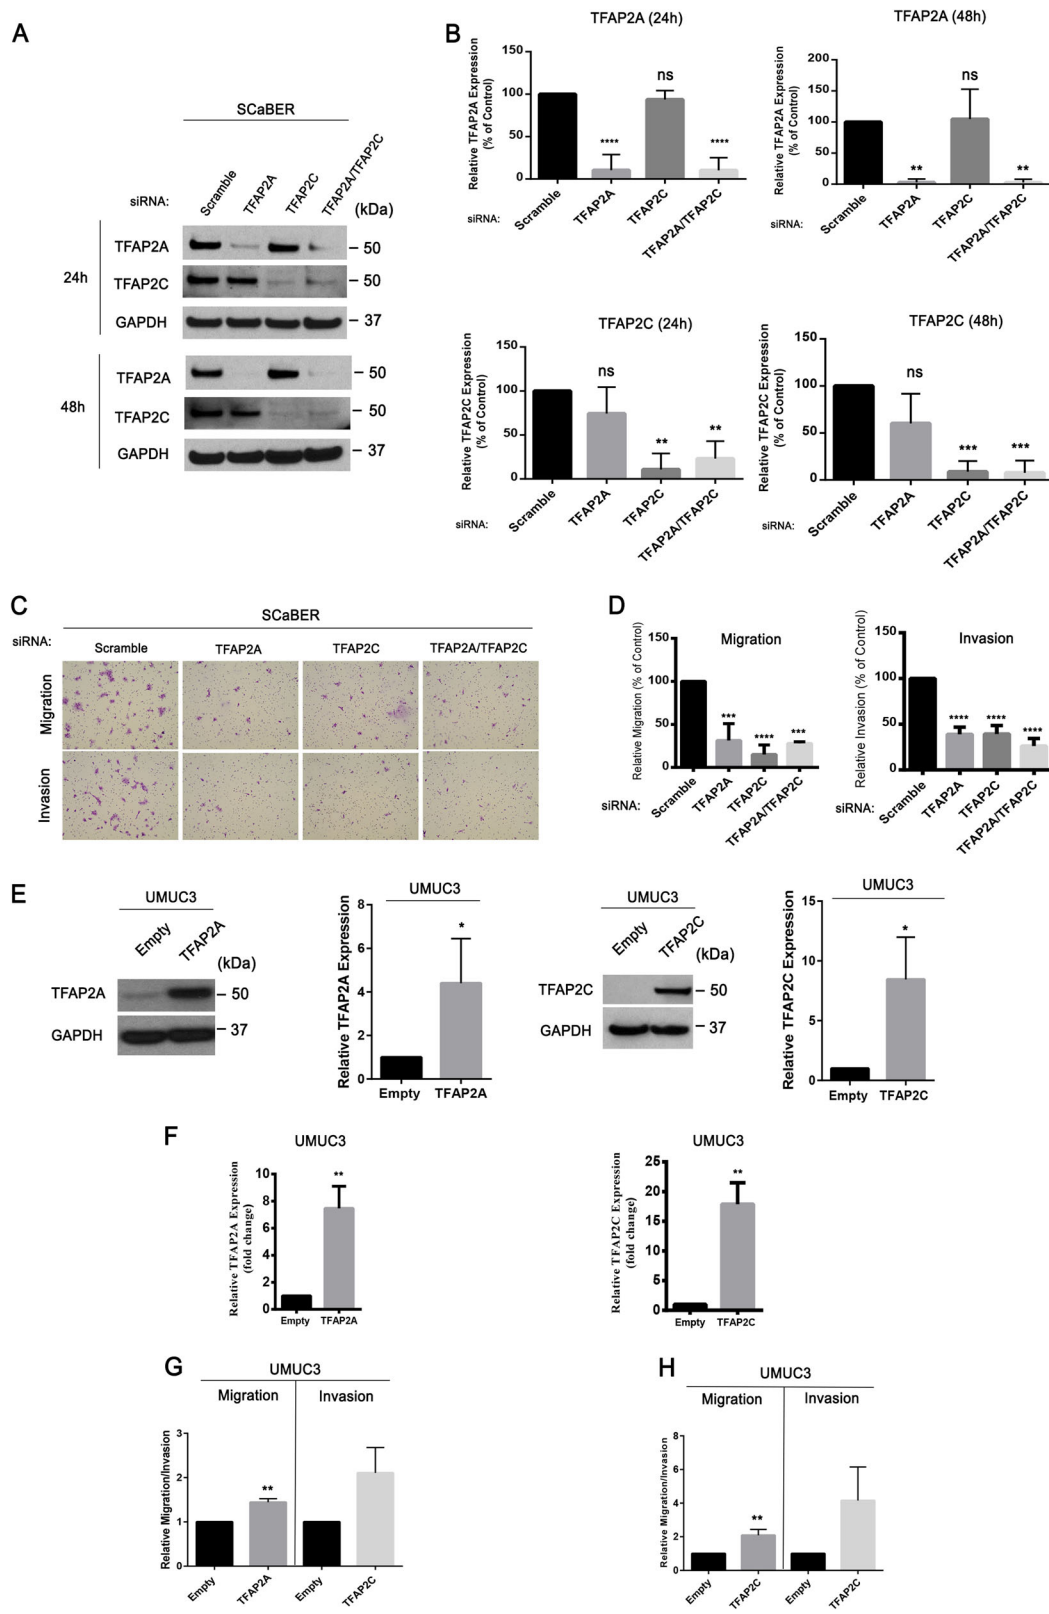 A
SCaBER
siRNA:
Scramble
TFAP2A
TFAP2C
TFAP2A/TFAP2C
(kDa)
24h
TFAP2A
– 50
TFAP2C
– 50
GAPDH
– 37
48h
TFAP2A
– 50
TFAP2C
– 50
GAPDH
– 37
B
TFAP2A (24h)
Relative TFAP2A Expression
(% of Control)
150
100
50
0
****
ns
****
siRNA:
Scramble
TFAP2A
TFAP2C
TFAP2A/TFAP2C
TFAP2A (48h)
Relative TFAP2A Expression
(% of Control)
200
150
100
50
0
**
ns
**
siRNA:
Scramble
TFAP2A
TFAP2C
TFAP2A/TFAP2C
TFAP2C (24h)
Relative TFAP2C Expression
(% of Control)
150
100
50
0
ns
**
**
siRNA:
Scramble
TFAP2A
TFAP2C
TFAP2A/TFAP2C
TFAP2C (48h)
Relative TFAP2C Expression
(% of Control)
150
100
50
0
ns
***
***
siRNA:
Scramble
TFAP2A
TFAP2C
TFAP2A/TFAP2C
C
SCaBER
siRNA:
Scramble
TFAP2A
TFAP2C
TFAP2A/TFAP2C
Migration
Invasion
D
Migration
Relative Migration (% of Control)
150
100
50
0
***
****
***
siRNA:
Scramble
TFAP2A
TFAP2C
TFAP2A/TFAP2C
Invasion
Relative Invasion (% of Control)
150
100
50
0
****
****
****
siRNA:
Scramble
TFAP2A
TFAP2C
TFAP2A/TFAP2C
E
UMUC3
Empty
TFAP2A
(kDa)
TFAP2A
– 50
GAPDH
– 37
UMUC3
Relative TFAP2A Expression
8
6
4
2
0
*
Empty
TFAP2A
UMUC3
Empty
TFAP2C
(kDa)
TFAP2C
– 50
GAPDH
– 37
UMUC3
Relative TFAP2C Expression
15
10
5
0
*
Empty
TFAP2C
F
UMUC3
Relative TFAP2A Expression
(fold change)
10
8
6
4
2
0
**
Empty
TFAP2A
UMUC3
Relative TFAP2C Expression
(fold change)
25
20
15
10
5
0
**
Empty
TFAP2C
G
UMUC3
Migration
Invasion
Relative Migration/Invasion
3
2
1
0
**
Empty
TFAP2A
Empty
TFAP2C
H
UMUC3
Migration
Invasion
Relative Migration/Invasion
8
6
4
2
0
**
Empty
TFAP2C
Empty
TFAP2C